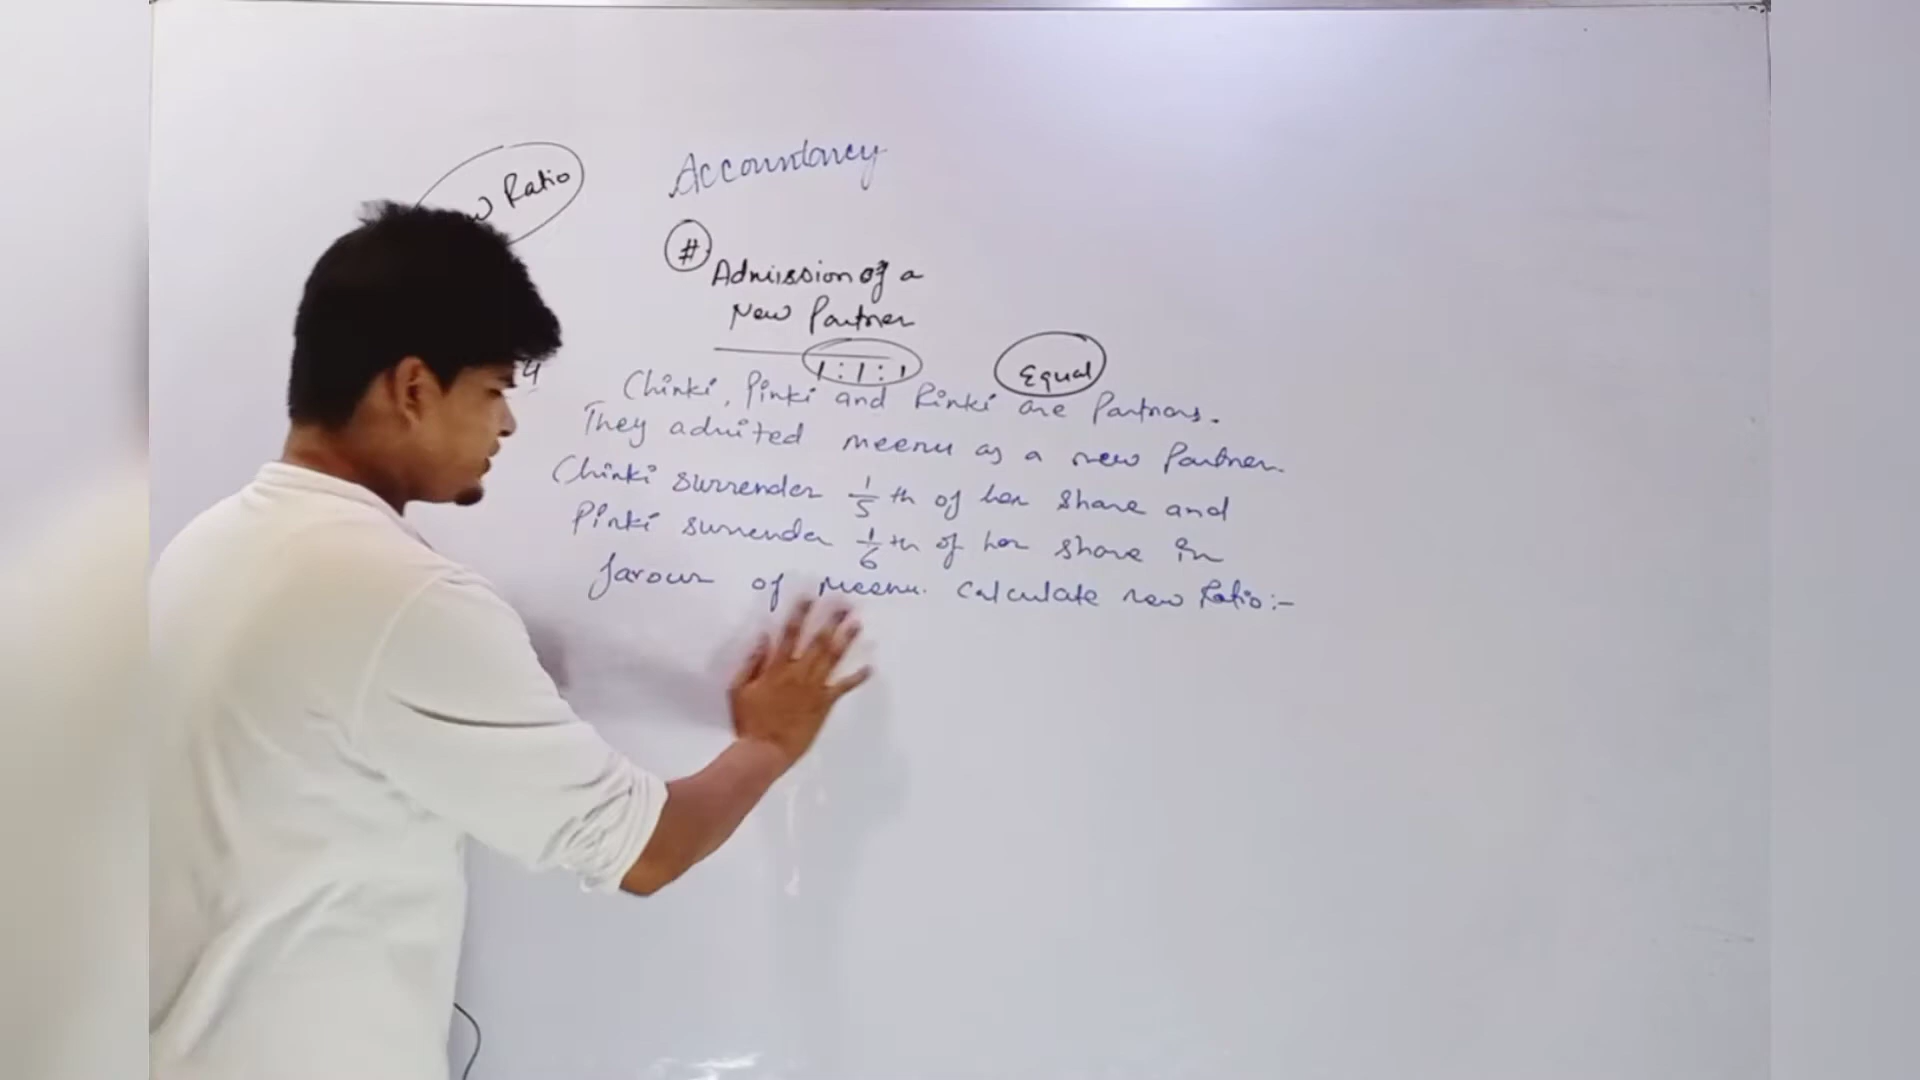 Ratio
Accountancy
#
Admission of a
New Partner
1:1:1
Equal
4
Chinki, Pinki and Rinki are Partners.
They admited meenu as a new Partner.
Chinki surrender 1/5 th of her share and
Pinki surrender 1/6 th of her share in
favour of Meenu. Calculate new Ratio:-